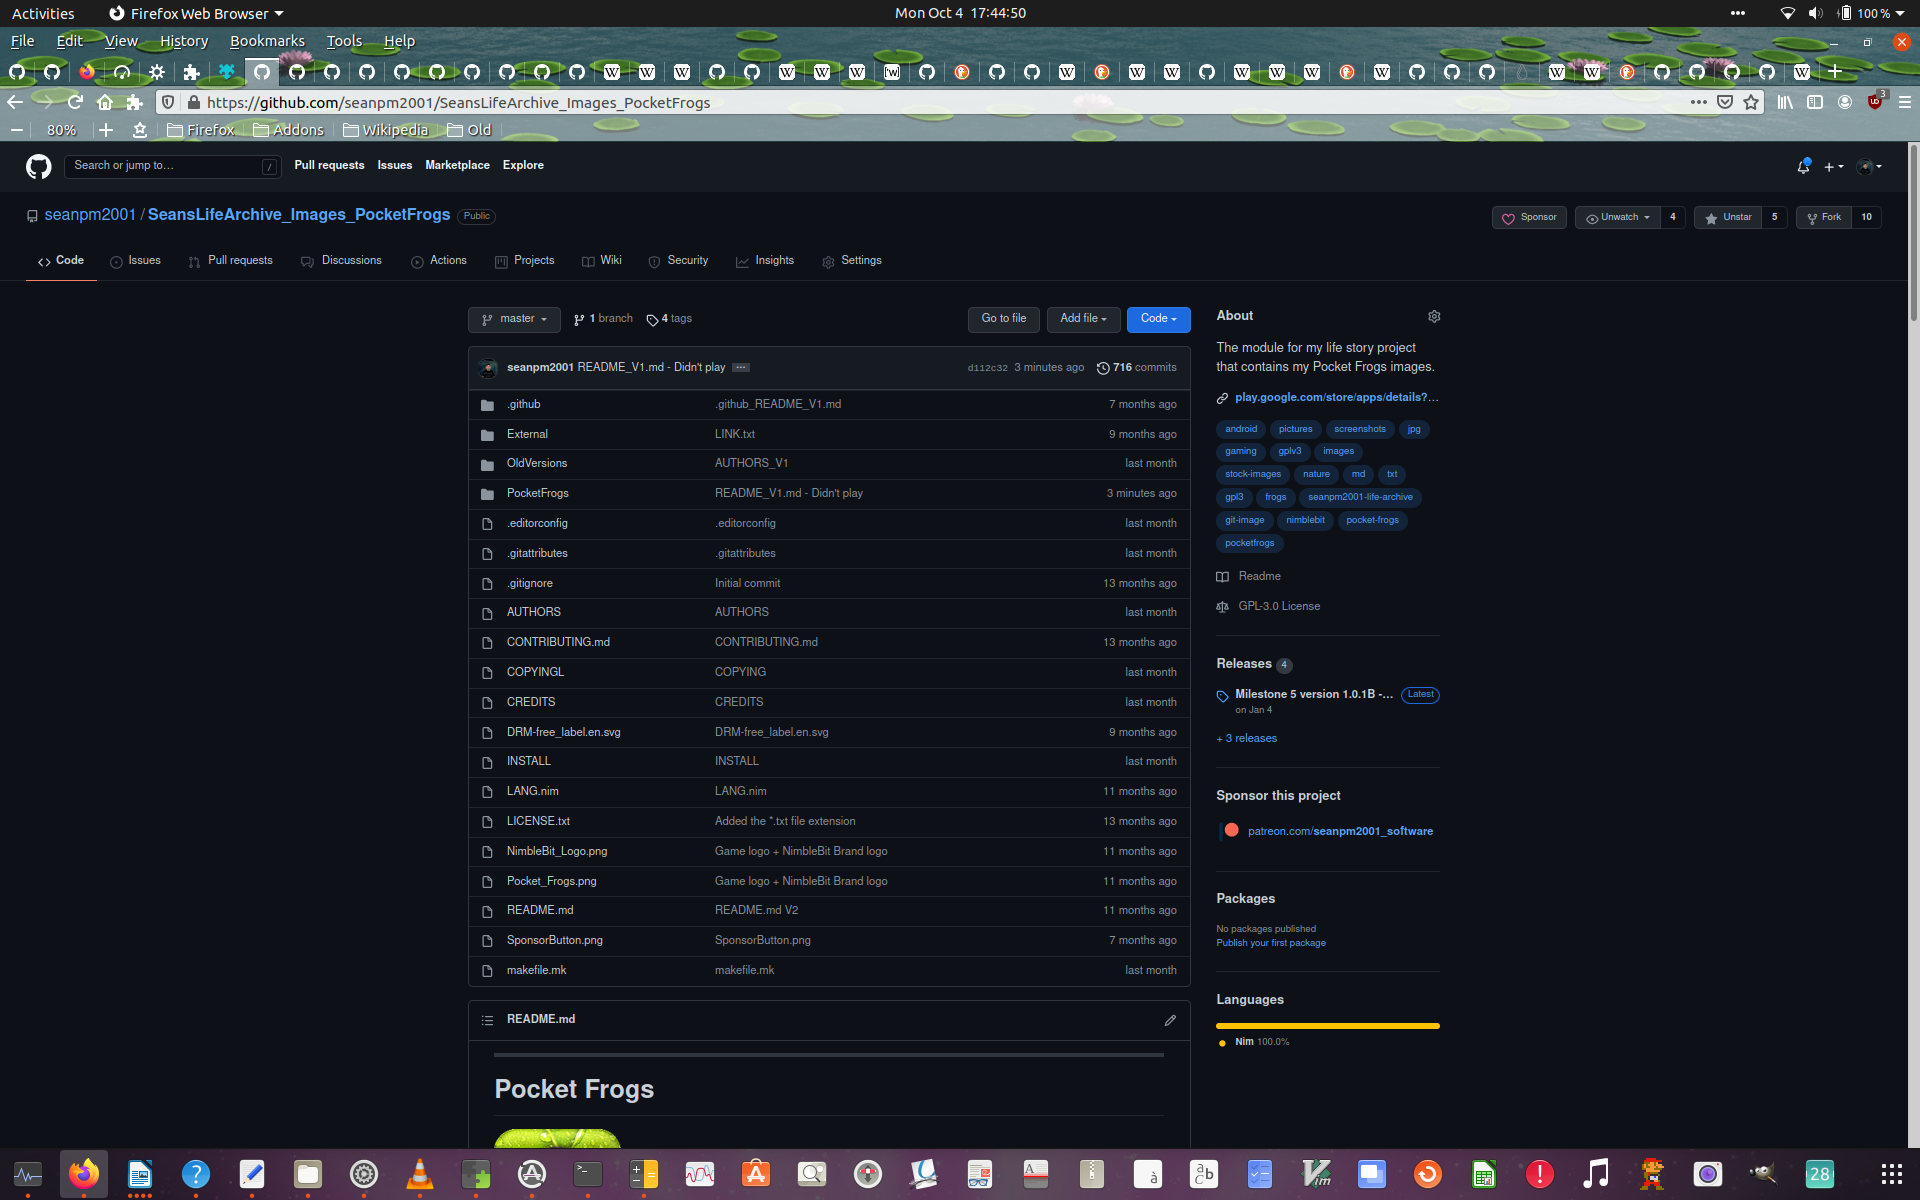 Activities
Firefox Web Browser
Mon Oct 4 17:44:50
100 %
File Edit View History Bookmarks Tools Help
https://github.com/seanpm2001/SeansLifeArchive_Images_PocketFrogs
3
80%
Firefox Addons Wikipedia Old
Search or jump to…
/
Pull requests Issues Marketplace Explore
seanpm2001 / SeansLifeArchive_Images_PocketFrogs Public
Sponsor
Unwatch 4
Unstar 5
Fork 10
Code Issues Pull requests Discussions Actions Projects Wiki Security Insights Settings
master
1 branch
4 tags
Go to file
Add file
Code
seanpm2001 README_V1.md - Didn't play ···
d112c32 3 minutes ago 716 commits
.github .github_README_V1.md 7 months ago
External LINK.txt 9 months ago
OldVersions AUTHORS_V1 last month
PocketFrogs README_V1.md - Didn't play 3 minutes ago
.editorconfig .editorconfig last month
.gitattributes .gitattributes last month
.gitignore Initial commit 13 months ago
AUTHORS AUTHORS last month
CONTRIBUTING.md CONTRIBUTING.md 13 months ago
COPYINGL COPYING last month
CREDITS CREDITS last month
DRM-free_label.en.svg DRM-free_label.en.svg 9 months ago
INSTALL INSTALL last month
LANG.nim LANG.nim 11 months ago
LICENSE.txt Added the *.txt file extension 13 months ago
NimbleBit_Logo.png Game logo + NimbleBit Brand logo 11 months ago
Pocket_Frogs.png Game logo + NimbleBit Brand logo 11 months ago
README.md README.md V2 11 months ago
SponsorButton.png SponsorButton.png 7 months ago
makefile.mk makefile.mk last month
README.md
Pocket Frogs
About
The module for my life story project
that contains my Pocket Frogs images.
play.google.com/store/apps/details?…
android pictures screenshots jpg
gaming gplv3 images
stock-images nature md txt
gpl3 frogs seanpm2001-life-archive
git-image nimblebit pocket-frogs
pocketfrogs
Readme
GPL-3.0 License
Releases 4
Milestone 5 version 1.0.1B -… Latest
on Jan 4
+ 3 releases
Sponsor this project
patreon.com/seanpm2001_software
Packages
No packages published
Publish your first package
Languages
Nim 100.0%
28